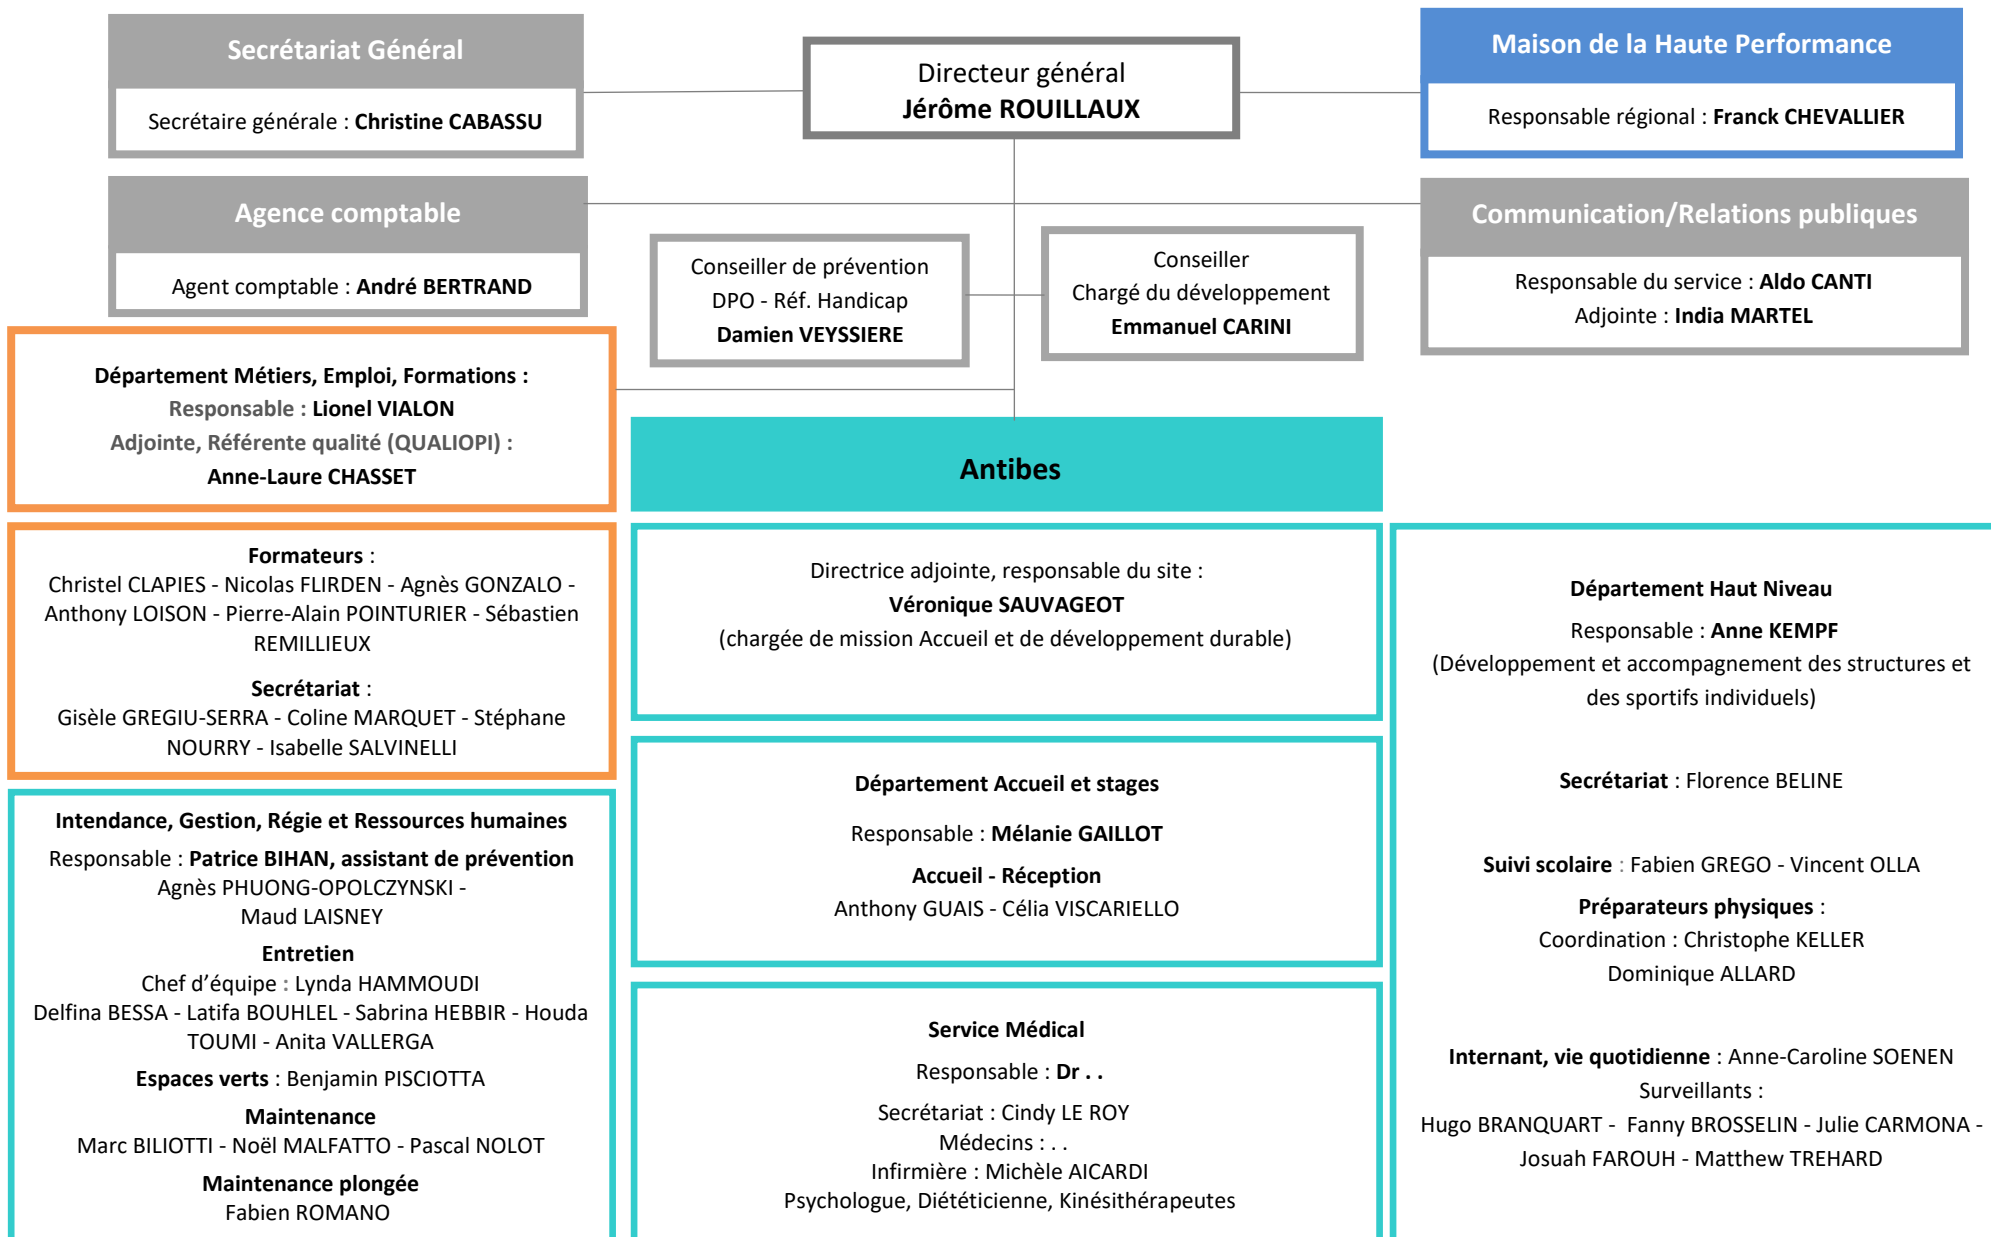 Secrétariat Général
Secrétaire générale : Christine CABASSU
Directeur général
Jérôme ROUILLAUX
Maison de la Haute Performance
Responsable régional : Franck CHEVALLIER
Agence comptable
Agent comptable : André BERTRAND
Conseiller de prévention
DPO - Réf. Handicap
Damien VEYSSIERE
Conseiller
Chargé du développement
Emmanuel CARINI
Communication/Relations publiques
Responsable du service : Aldo CANTI
Adjointe : India MARTEL
Département Métiers, Emploi, Formations :
Responsable : Lionel VIALON
Adjointe, Référente qualité (QUALIOPI) :
Anne-Laure CHASSET
Antibes
Formateurs :
Christel CLAPIES - Nicolas FLIRDEN - Agnès GONZALO -
Anthony LOISON - Pierre-Alain POINTURIER - Sébastien
REMILLIEUX
Secrétariat :
Gisèle GREGIU-SERRA - Coline MARQUET - Stéphane
NOURRY - Isabelle SALVINELLI
Intendance, Gestion, Régie et Ressources humaines
Responsable : Patrice BIHAN, assistant de prévention
Agnès PHUONG-OPOLCZYNSKI -
Maud LAISNEY
Entretien
Chef d’équipe : Lynda HAMMOUDI
Delfina BESSA - Latifa BOUHLEL - Sabrina HEBBIR - Houda
TOUMI - Anita VALLERGA
Espaces verts : Benjamin PISCIOTTA
Maintenance
Marc BILIOTTI - Noël MALFATTO - Pascal NOLOT
Maintenance plongée
Fabien ROMANO
Directrice adjointe, responsable du site :
Véronique SAUVAGEOT
(chargée de mission Accueil et de développement durable)
Département Accueil et stages
Responsable : Mélanie GAILLOT
Accueil - Réception
Anthony GUAIS - Célia VISCARIELLO
Service Médical
Responsable : Dr . .
Secrétariat : Cindy LE ROY
Médecins : . .
Infirmière : Michèle AICARDI
Psychologue, Diététicienne, Kinésithérapeutes
Département Haut Niveau
Responsable : Anne KEMPF
(Développement et accompagnement des structures et
des sportifs individuels)
Secrétariat : Florence BELINE
Suivi scolaire : Fabien GREGO - Vincent OLLA
Préparateurs physiques :
Coordination : Christophe KELLER
Dominique ALLARD
Internant, vie quotidienne : Anne-Caroline SOENEN
Surveillants :
Hugo BRANQUART - Fanny BROSSELIN - Julie CARMONA -
Josuah FAROUH - Matthew TREHARD